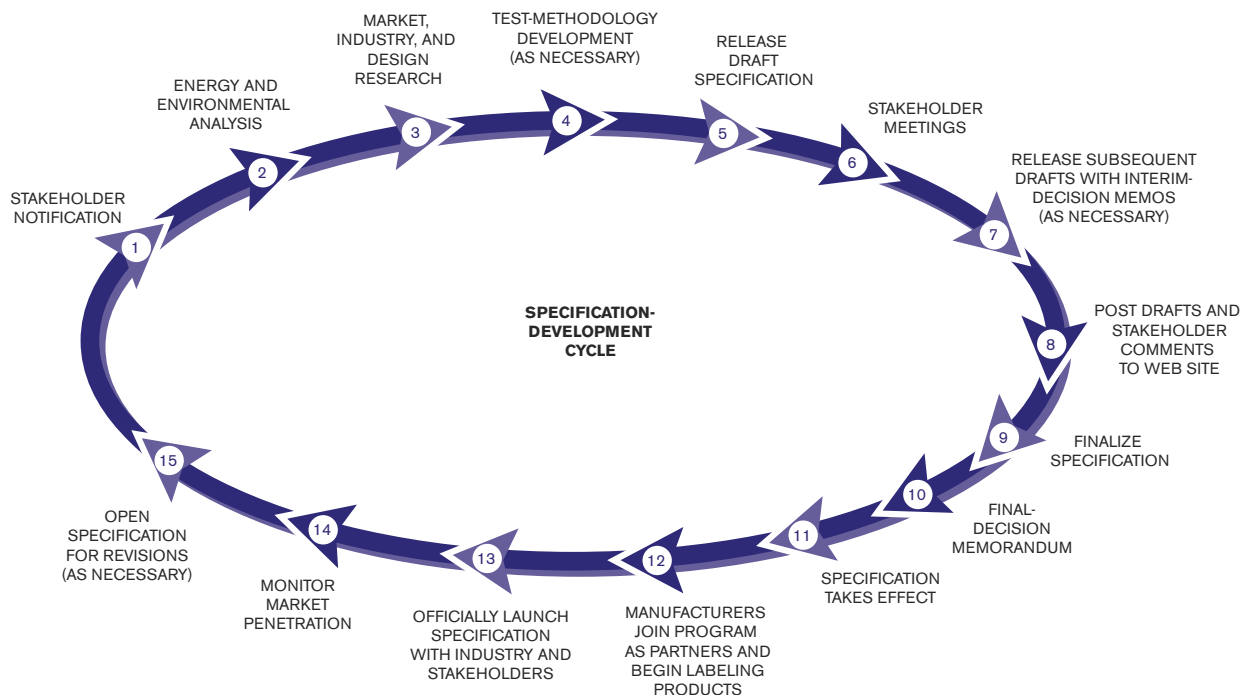 1
STAKEHOLDER
NOTIFICATION
2
ENERGY AND
ENVIRONMENTAL
ANALYSIS
3
MARKET,
INDUSTRY, AND
DESIGN
RESEARCH
4
TEST-METHODOLOGY
DEVELOPMENT
(AS NECESSARY)
5
RELEASE
DRAFT
SPECIFICATION
6
STAKEHOLDER
MEETINGS
7
RELEASE SUBSEQUENT
DRAFTS WITH INTERIM-
DECISION MEMOS
(AS NECESSARY)
8
POST DRAFTS AND
STAKEHOLDER
COMMENTS
TO WEB SITE
9
FINALIZE
SPECIFICATION
10
FINAL-
DECISION
MEMORANDUM
11
SPECIFICATION
TAKES EFFECT
12
MANUFACTURERS
JOIN PROGRAM
AS PARTNERS AND
BEGIN LABELING
PRODUCTS
13
OFFICIALLY LAUNCH
SPECIFICATION
WITH INDUSTRY AND
STAKEHOLDERS
14
MONITOR
MARKET
PENETRATION
15
OPEN
SPECIFICATION
FOR REVISIONS
(AS NECESSARY)
SPECIFICATION-
DEVELOPMENT
CYCLE